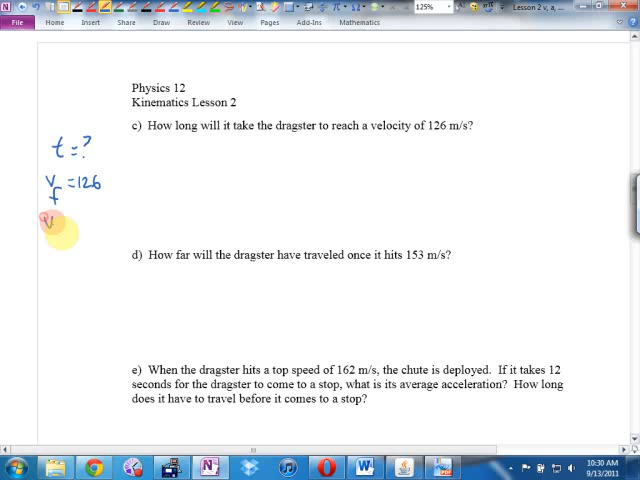 Lesson 2 v, a, ...
File
Home
Insert
Share
Draw
Review
View
Pages
Add-Ins
Mathematics
125%
Physics 12
Kinematics Lesson 2
c) How long will it take the dragster to reach a velocity of 126 m/s?
t = ?
vf = 126
v
d) How far will the dragster have traveled once it hits 153 m/s?
e) When the dragster hits a top speed of 162 m/s, the chute is deployed. If it takes 12
seconds for the dragster to come to a stop, what is its average acceleration? How long
does it have to travel before it comes to a stop?
10:30 AM
9/13/2011